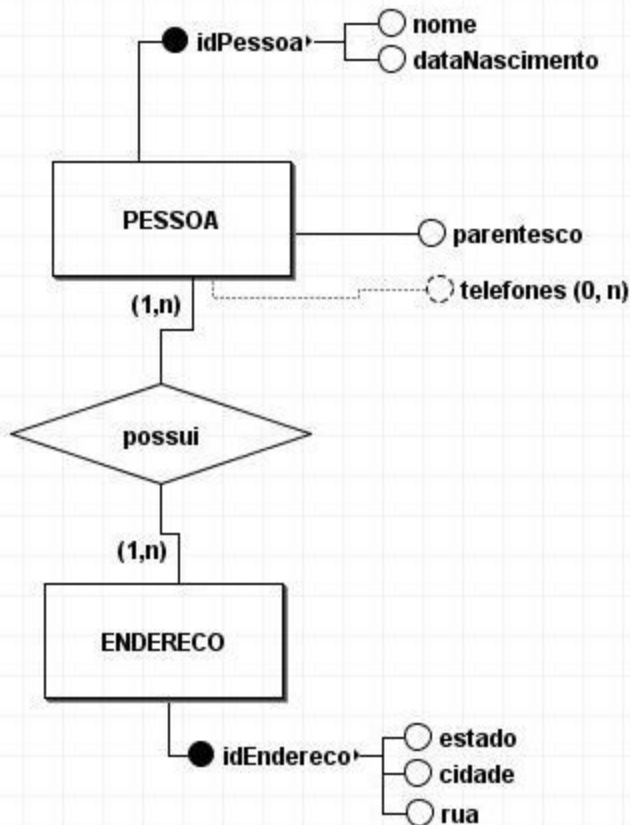 nome
idPessoa
dataNascimento
PESSOA
parentesco
telefones (0, n)
(1,n)
possui
(1,n)
ENDERECO
estado
idEndereco
cidade
rua